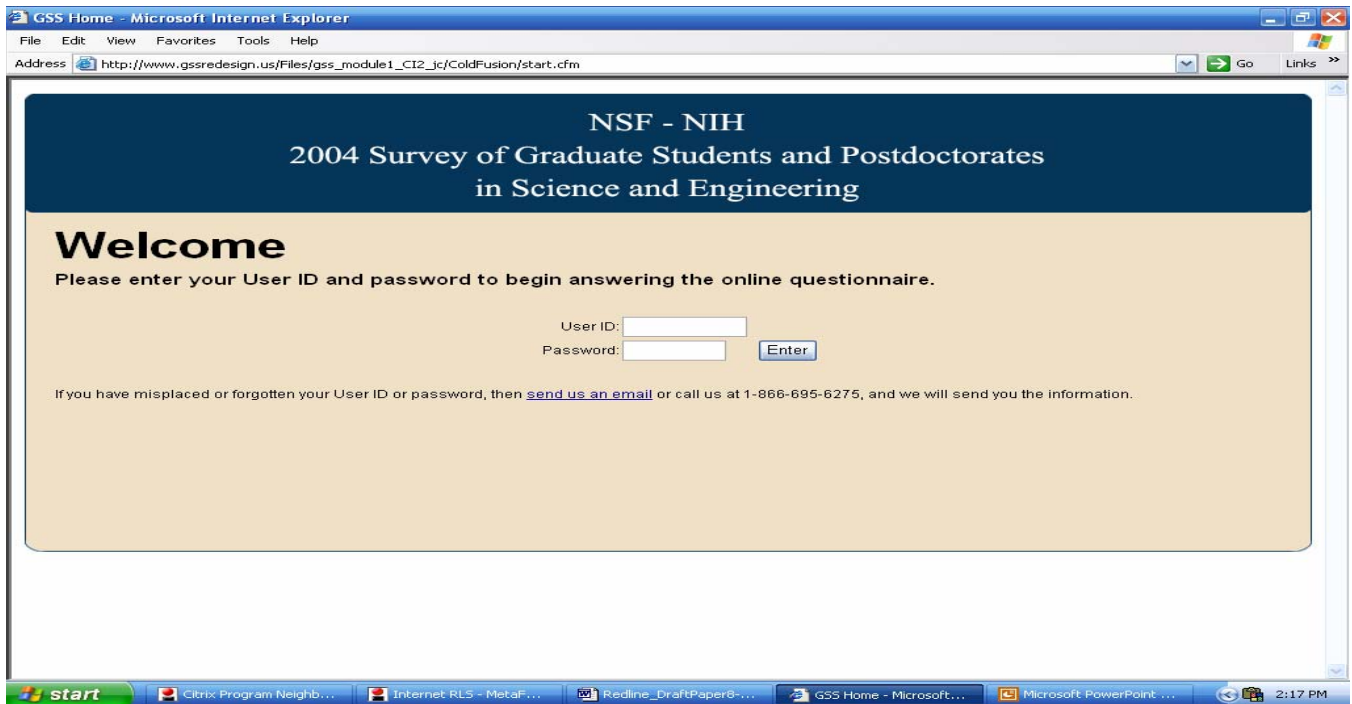 GSS Home - Microsoft Internet Explorer
File Edit View Favorites Tools Help
Address http://www.gssredesign.us/Files/gss_module1_CI2_jc/ColdFusion/start.cfm Go Links »
NSF - NIH
2004 Survey of Graduate Students and Postdoctorates
in Science and Engineering
Welcome
Please enter your User ID and password to begin answering the online questionnaire.
User ID:
Password: Enter
If you have misplaced or forgotten your User ID or password, then send us an email or call us at 1-866-695-6275, and we will send you the information.
start Citrix Program Neighb... Internet RLS - MetaF... Redline_DraftPaper8-... GSS Home - Microsoft... Microsoft PowerPoint ... 2:17 PM